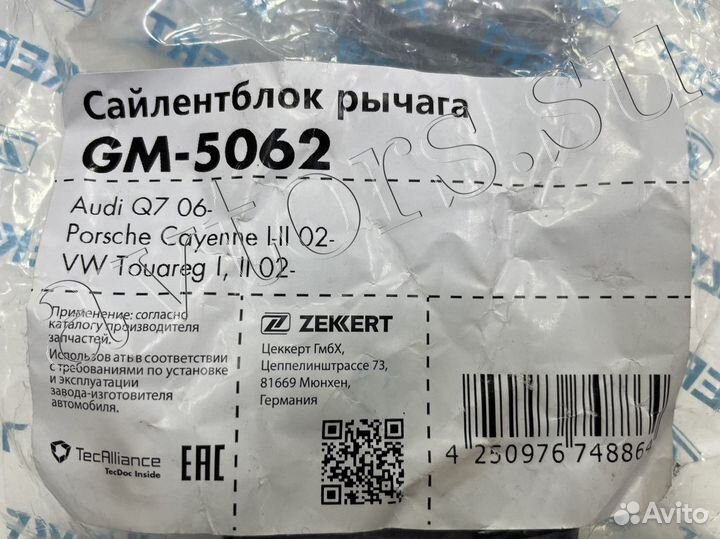 Сайлентблок рычага
GM-5062
Audi Q7 06-
Porsche Cayenne I-II 02-
VW Touareg I, II 02-
Применение: согласно
каталогу производителя
запчастей.
Использовать в соответствии
с требованиями по установке
и эксплуатации
завода-изготовителя
автомобиля.
TecAlliance
TecDoc Inside
EAC
ZEKKERT
Цеккерт ГмбХ,
Цеппелинштрассе 73,
81669 Мюнхен,
Германия
4 250976 748864
avtors.su
Avito